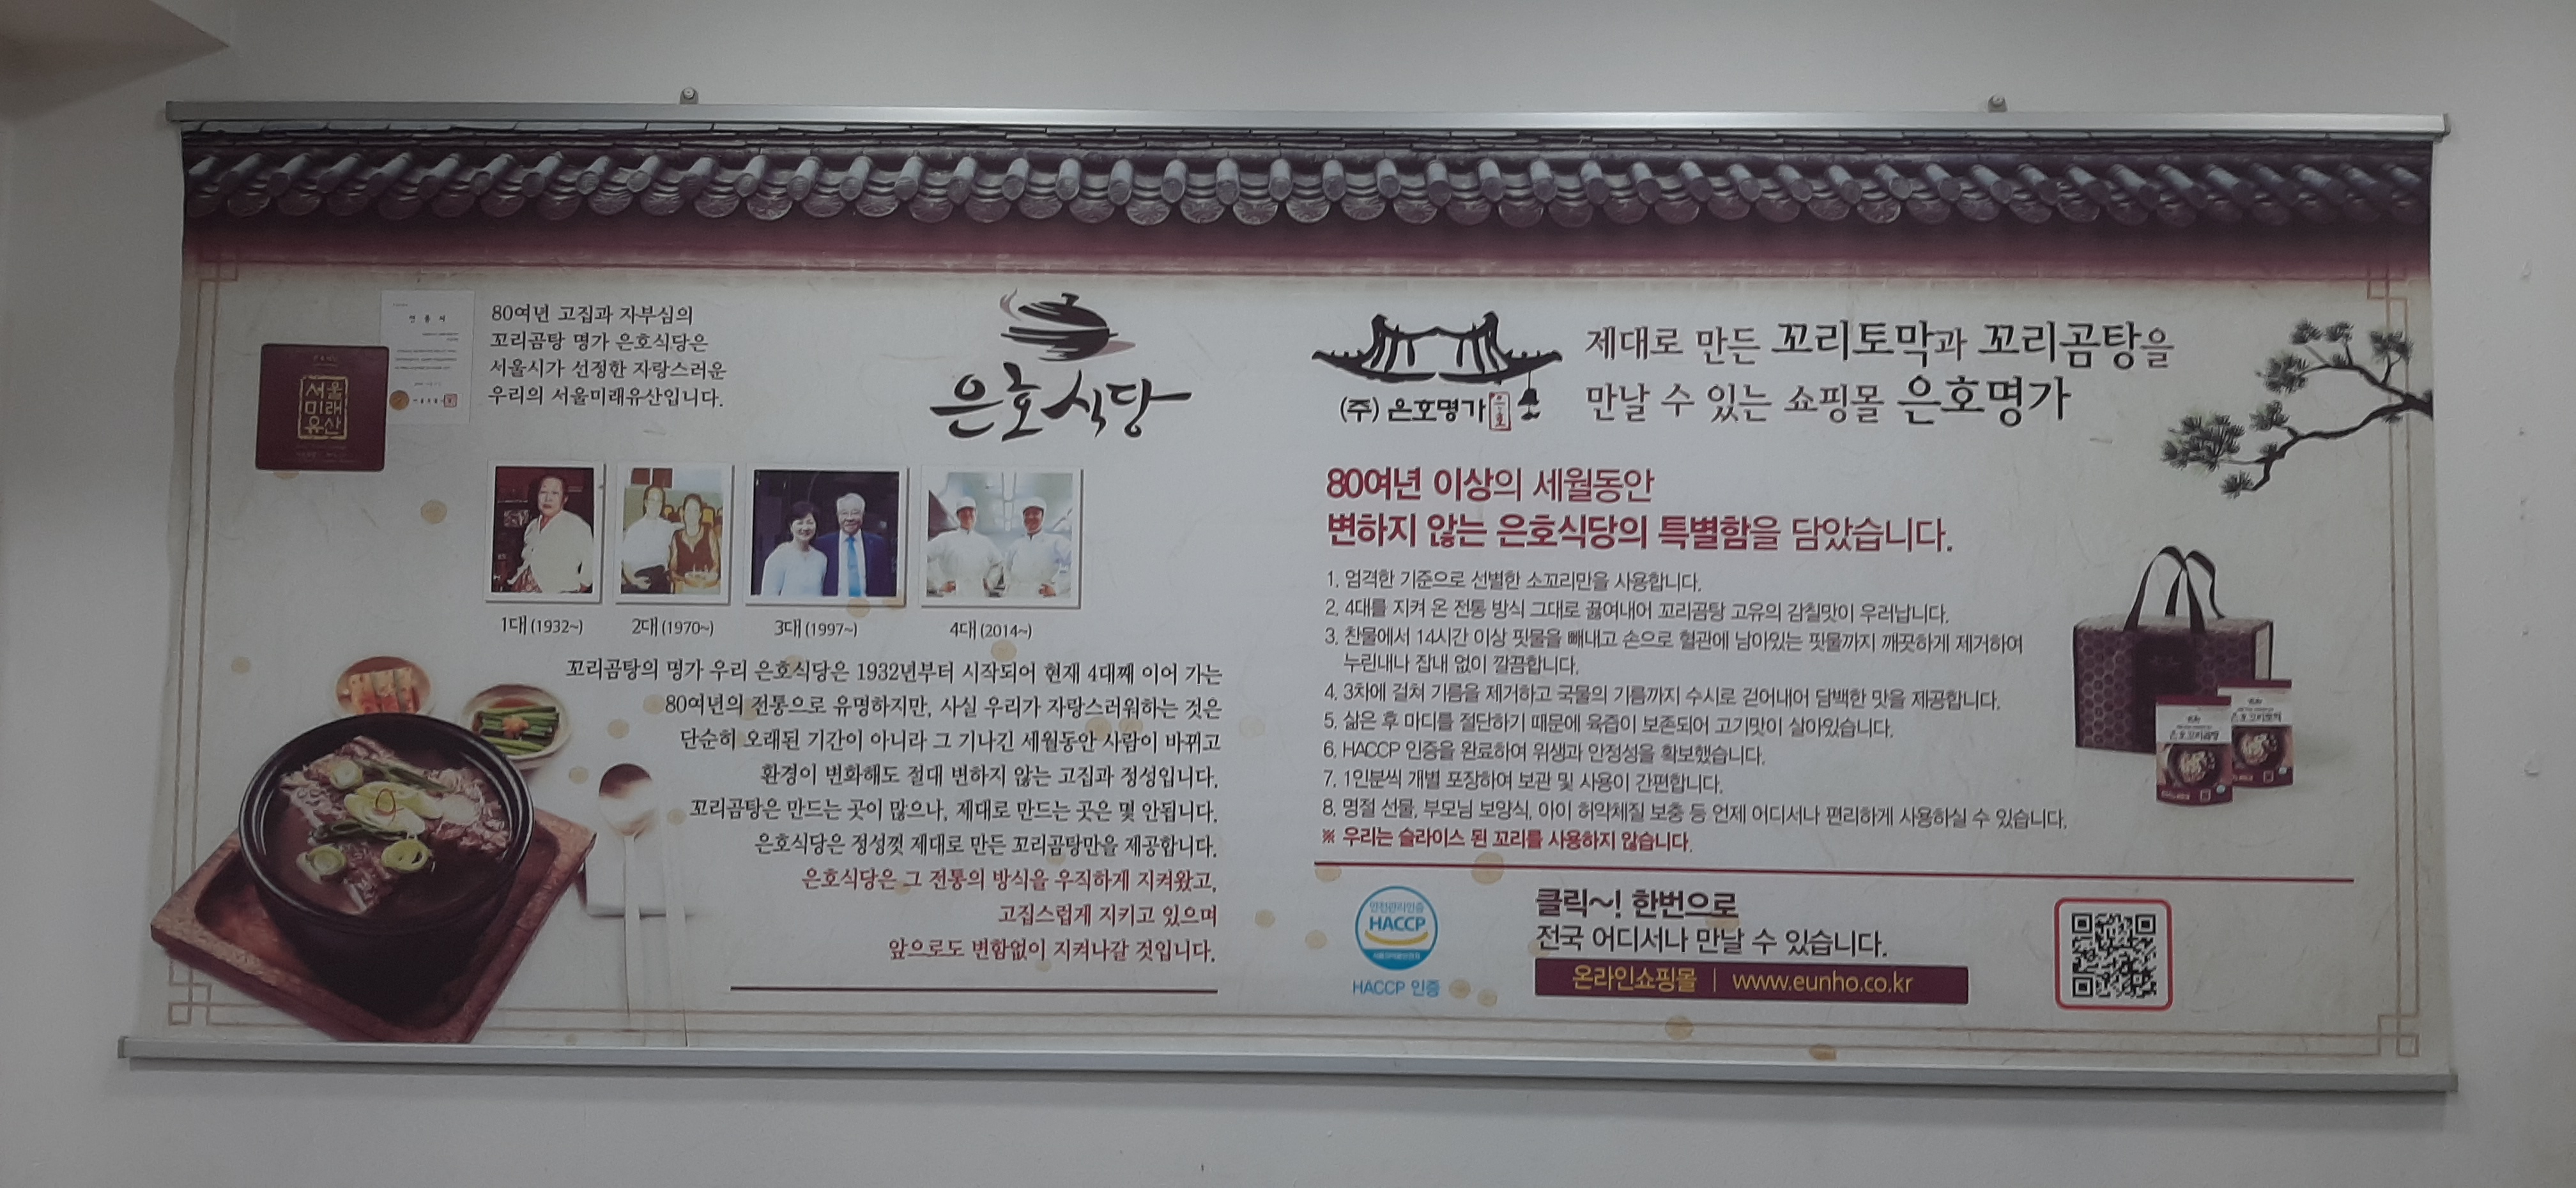 80여년 고집과 자부심의
꼬리곰탕 명가 은호식당은
서울시가 선정한 자랑스러운
우리의 서울미래유산입니다.
서울
미래
유산
은호식당
1대(1932~)
2대(1970~)
3대(1997~)
4대(2014~)
꼬리곰탕의 명가 우리 은호식당은 1932년부터 시작되어 현재 4대째 이어 가는
80여년의 전통으로 유명하지만, 사실 우리가 자랑스러워하는 것은
단순히 오래된 기간이 아니라 그 기나긴 세월동안 사람이 바뀌고
환경이 변화해도 절대 변하지 않는 고집과 정성입니다.
꼬리곰탕은 만드는 곳이 많으나, 제대로 만드는 곳은 몇 안됩니다.
은호식당은 정성껏 제대로 만든 꼬리곰탕만을 제공합니다.
은호식당은 그 전통의 방식을 우직하게 지켜왔고,
고집스럽게 지키고 있으며
앞으로도 변함없이 지켜나갈 것입니다.
(주) 은호명가
제대로 만든 꼬리토막과 꼬리곰탕을
만날 수 있는 쇼핑몰 은호명가
80여년 이상의 세월동안
변하지 않는 은호식당의 특별함을 담았습니다.
1. 엄격한 기준으로 선별한 소꼬리만을 사용합니다.
2. 4대를 지켜 온 전통 방식 그대로 끓여내어 꼬리곰탕 고유의 감칠맛이 우러납니다.
3. 찬물에서 14시간 이상 핏물을 빼내고 손으로 혈관에 남아있는 핏물까지 깨끗하게 제거하여
누린내나 잡내 없이 깔끔합니다.
4. 3차에 걸쳐 기름을 제거하고 국물의 기름까지 수시로 걷어내어 담백한 맛을 제공합니다.
5. 삶은 후 마디를 절단하기 때문에 육즙이 보존되어 고기맛이 살아있습니다.
6. HACCP 인증을 완료하여 위생과 안정성을 확보했습니다.
7. 1인분씩 개별 포장하여 보관 및 사용이 간편합니다.
8. 명절 선물, 부모님 보양식, 아이 허약체질 보충 등 언제 어디서나 편리하게 사용하실 수 있습니다.
※ 우리는 슬라이스 된 꼬리를 사용하지 않습니다.
안전관리인증
HACCP
HACCP 인증
클릭~! 한번으로
전국 어디서나 만날 수 있습니다.
온라인쇼핑몰 | www.eunho.co.kr